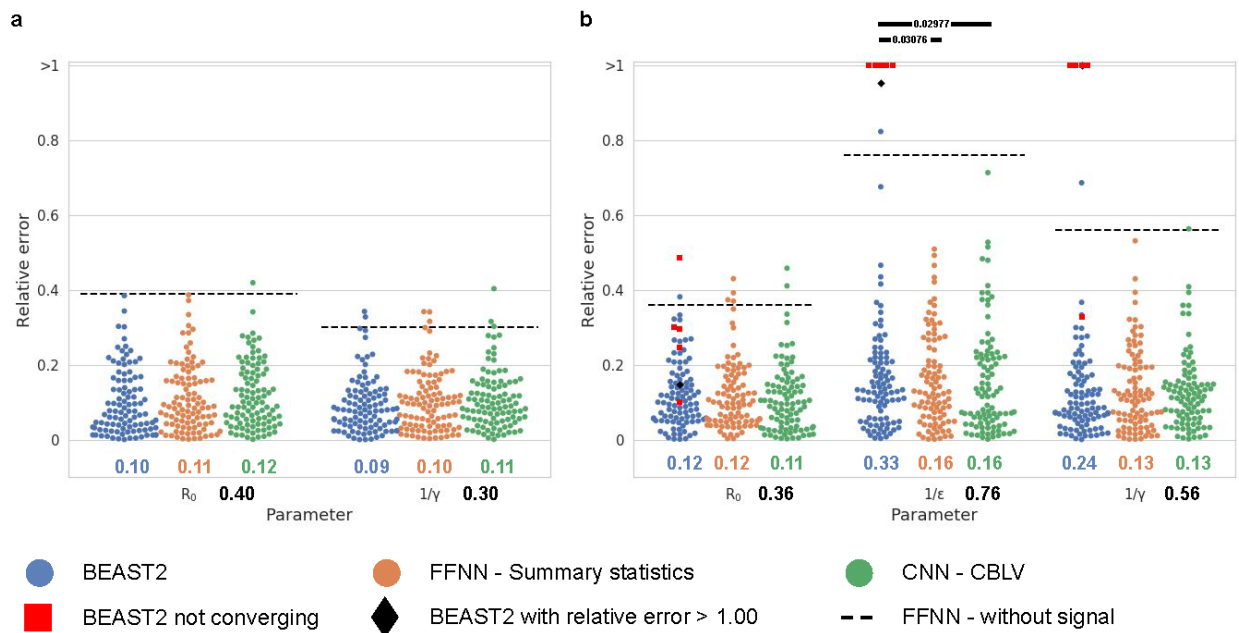 a
>1
0.8
0.6
0.4
0.2
0
Relative error
0.10 0.11 0.12 0.09 0.10 0.11
R₀ 0.40 1/γ 0.30
Parameter
b
0.02977
0.03076
>1
0.8
0.6
0.4
0.2
0
Relative error
0.12 0.12 0.11 0.33 0.16 0.16 0.24 0.13 0.13
R₀ 0.36 1/ε 0.76 1/γ 0.56
Parameter
BEAST2 FFNN - Summary statistics CNN - CBLV
BEAST2 not converging BEAST2 with relative error > 1.00 FFNN - without signal